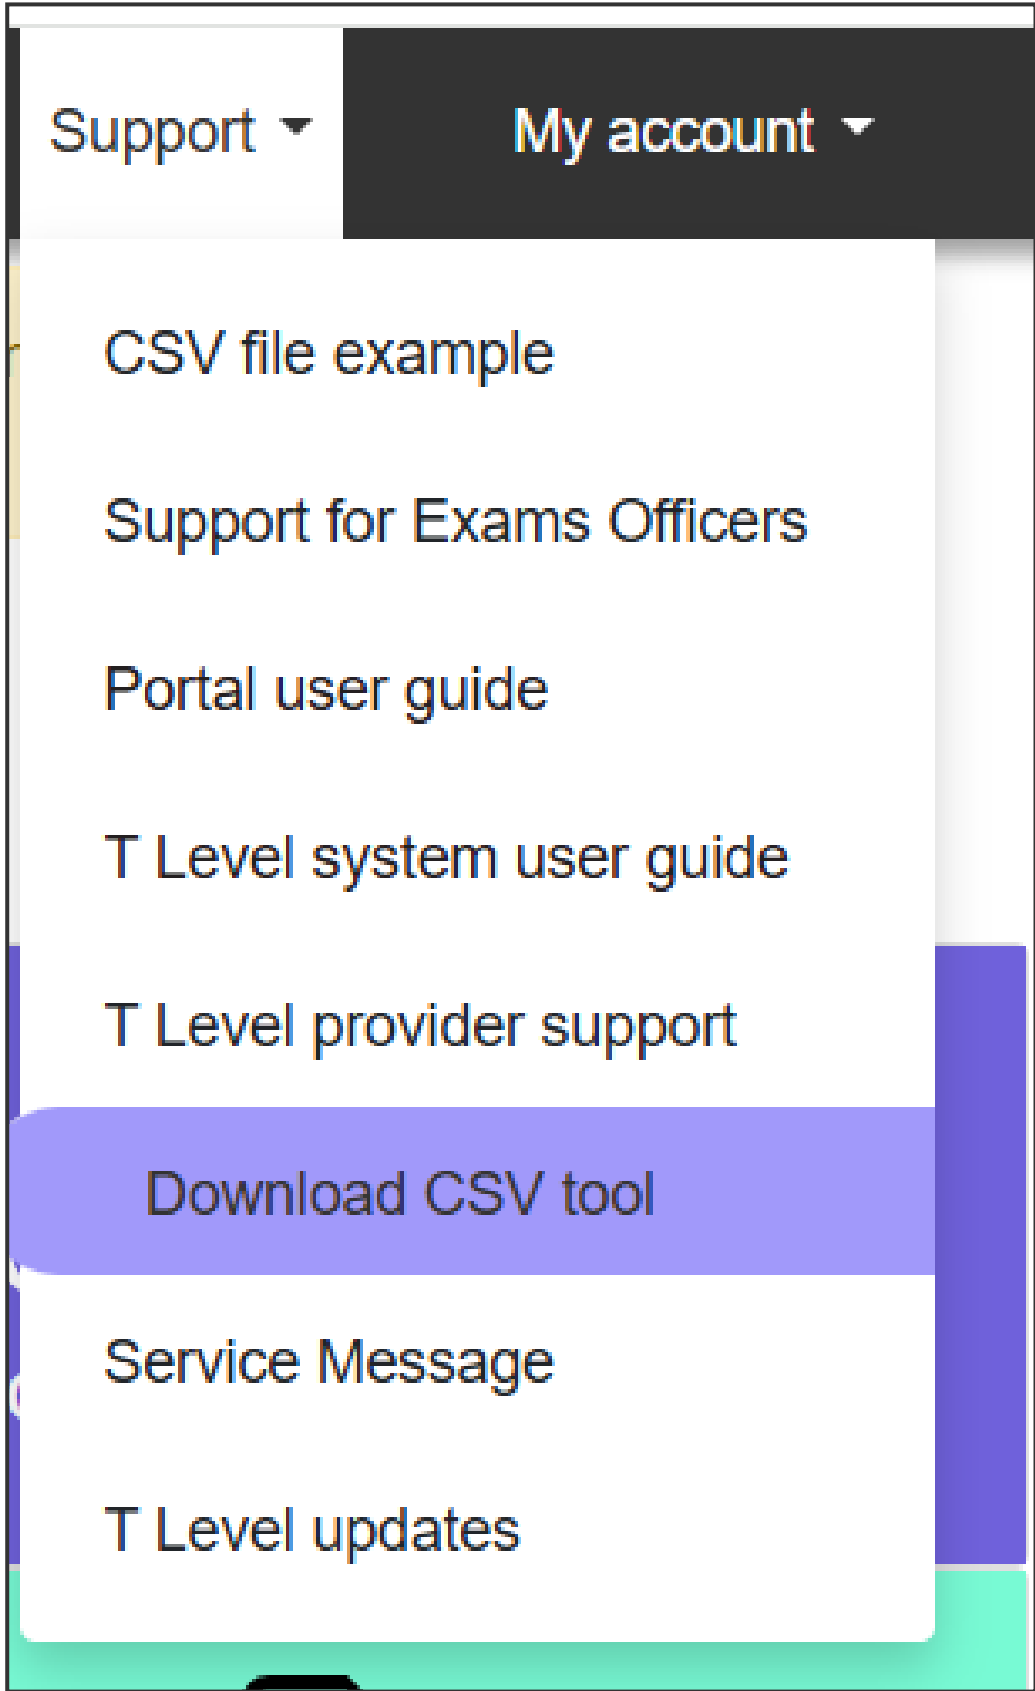 Support
My account
CSV file example
Support for Exams Officers
Portal user guide
T Level system user guide
T Level provider support
Download CSV tool
Service Message
T Level updates